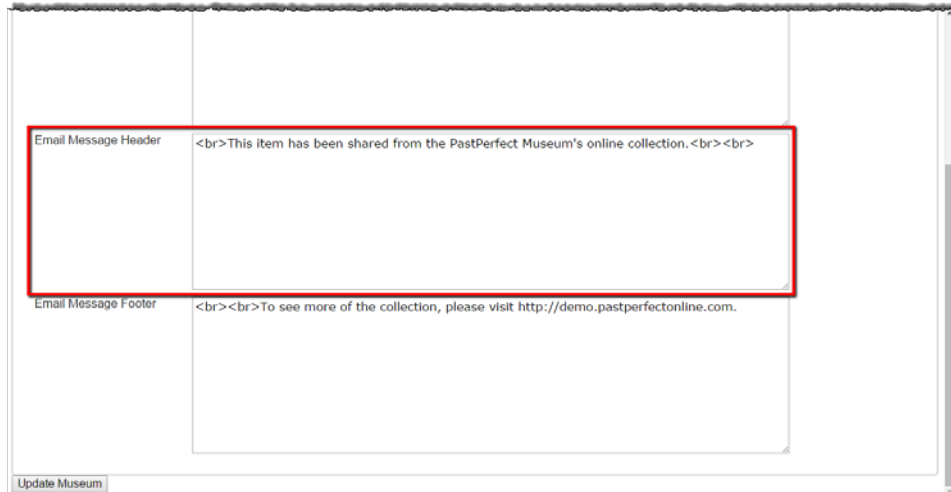 Email Message Header
<br>This item has been shared from the PastPerfect Museum's online collection.<br><br>
Email Message Footer
<br><br>To see more of the collection, please visit http://demo.pastperfectonline.com.
Update Museum